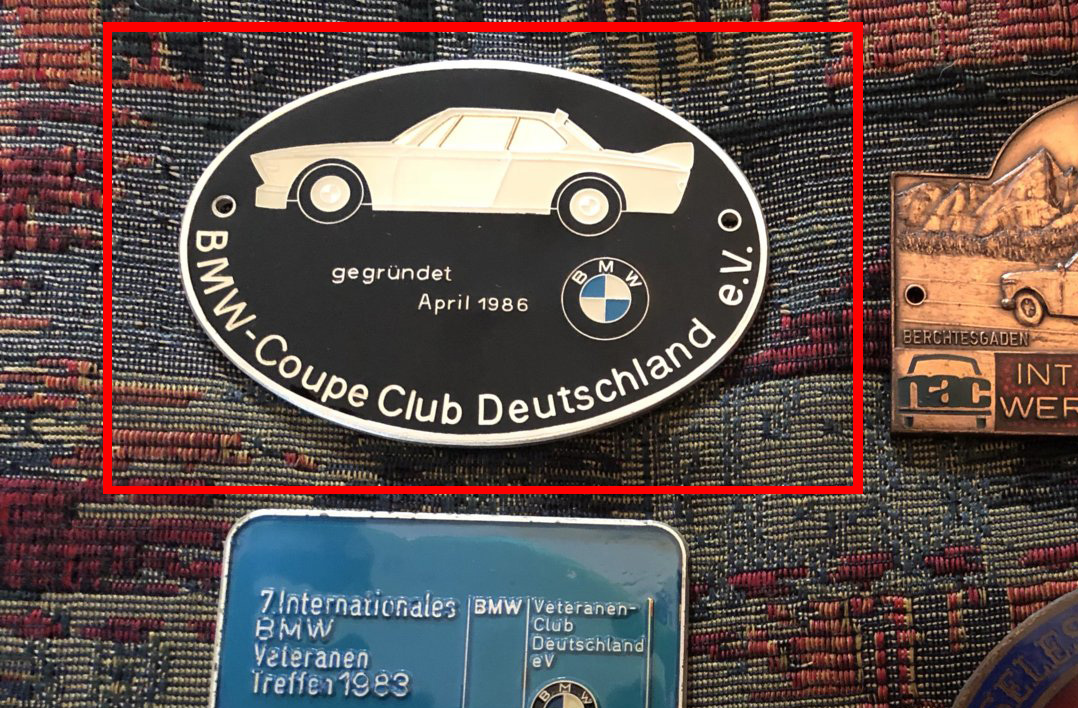 gegründet
April 1986
BMW
BMW-Coupe Club Deutschland e.V.
BERCHTESGADEN
nac
INT
WER
7.Internationales
BMW
Veteranen
Treffen 1983
BMW
Veteranen-
Club
Deutschland
eV
BMW